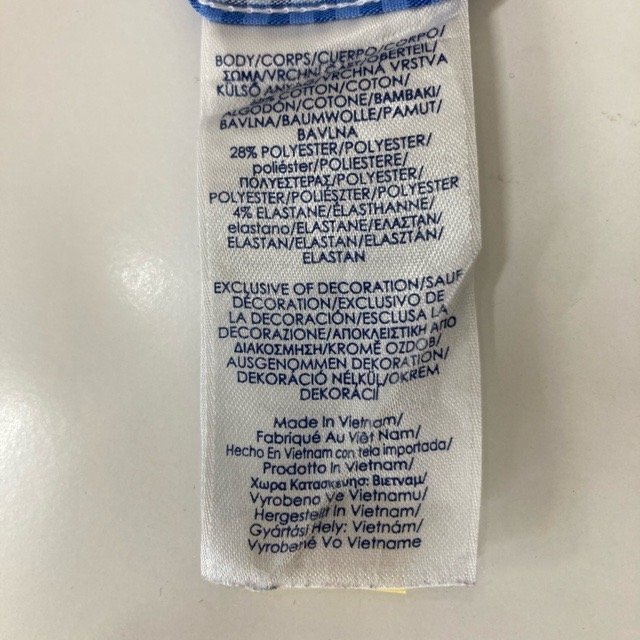 BODY/CORPS/CUERPO/CORPO/
ΣΩΜΑ/VRCHNÍ
VRCHNÁ VRSTVA
KÜLSŐ
COTON/
ALGODÓN/COTONE/ΒΑΜΒΑΚΙ/
BAVLNA/BAUMWOLLE/PAMUT/
BAVLNA
28% POLYESTER/POLYESTER/
poliéster/POLIESTERE/
ΠΟΛΥΕΣΤΕΡΑΣ/POLYESTER/
POLYESTER/POLIÉSZTER/POLYESTER
4% ELASTANE/ÉLASTHANNE/
elastano/ELASTANE/ΕΛΑΣΤΑΝ/
ELASTAN/ELASTAN/ELASZTÁN/
ELASTAN
EXCLUSIVE OF DECORATION/SAUF
DÉCORATION/EXCLUSIVO DE
LA DECORACIÓN/ESCLUSA LA
DECORAZIONE/ΑΠΟΚΛΕΙΣΤΙΚΗ ΑΠΟ
ΔΙΑΚΟΣΜΗΣΗ/KROMĚ OZDOB/
AUSGENOMMEN DEKORATION/
DEKORÁCIÓ NÉLKÜL/OKREM
DEKORÁCIÍ
Made In Vietnam/
Fabriqué Au Việt Nam/
Hecho En Vietnam con tela importada/
Prodotto In Vietnam/
Χωρα Κατασκευης: Βιετναμ/
Vyrobeno Ve Vietnamu/
Hergestellt In Vietnam/
Gyártási Hely: Vietnám/
Vyrobené Vo Vietname